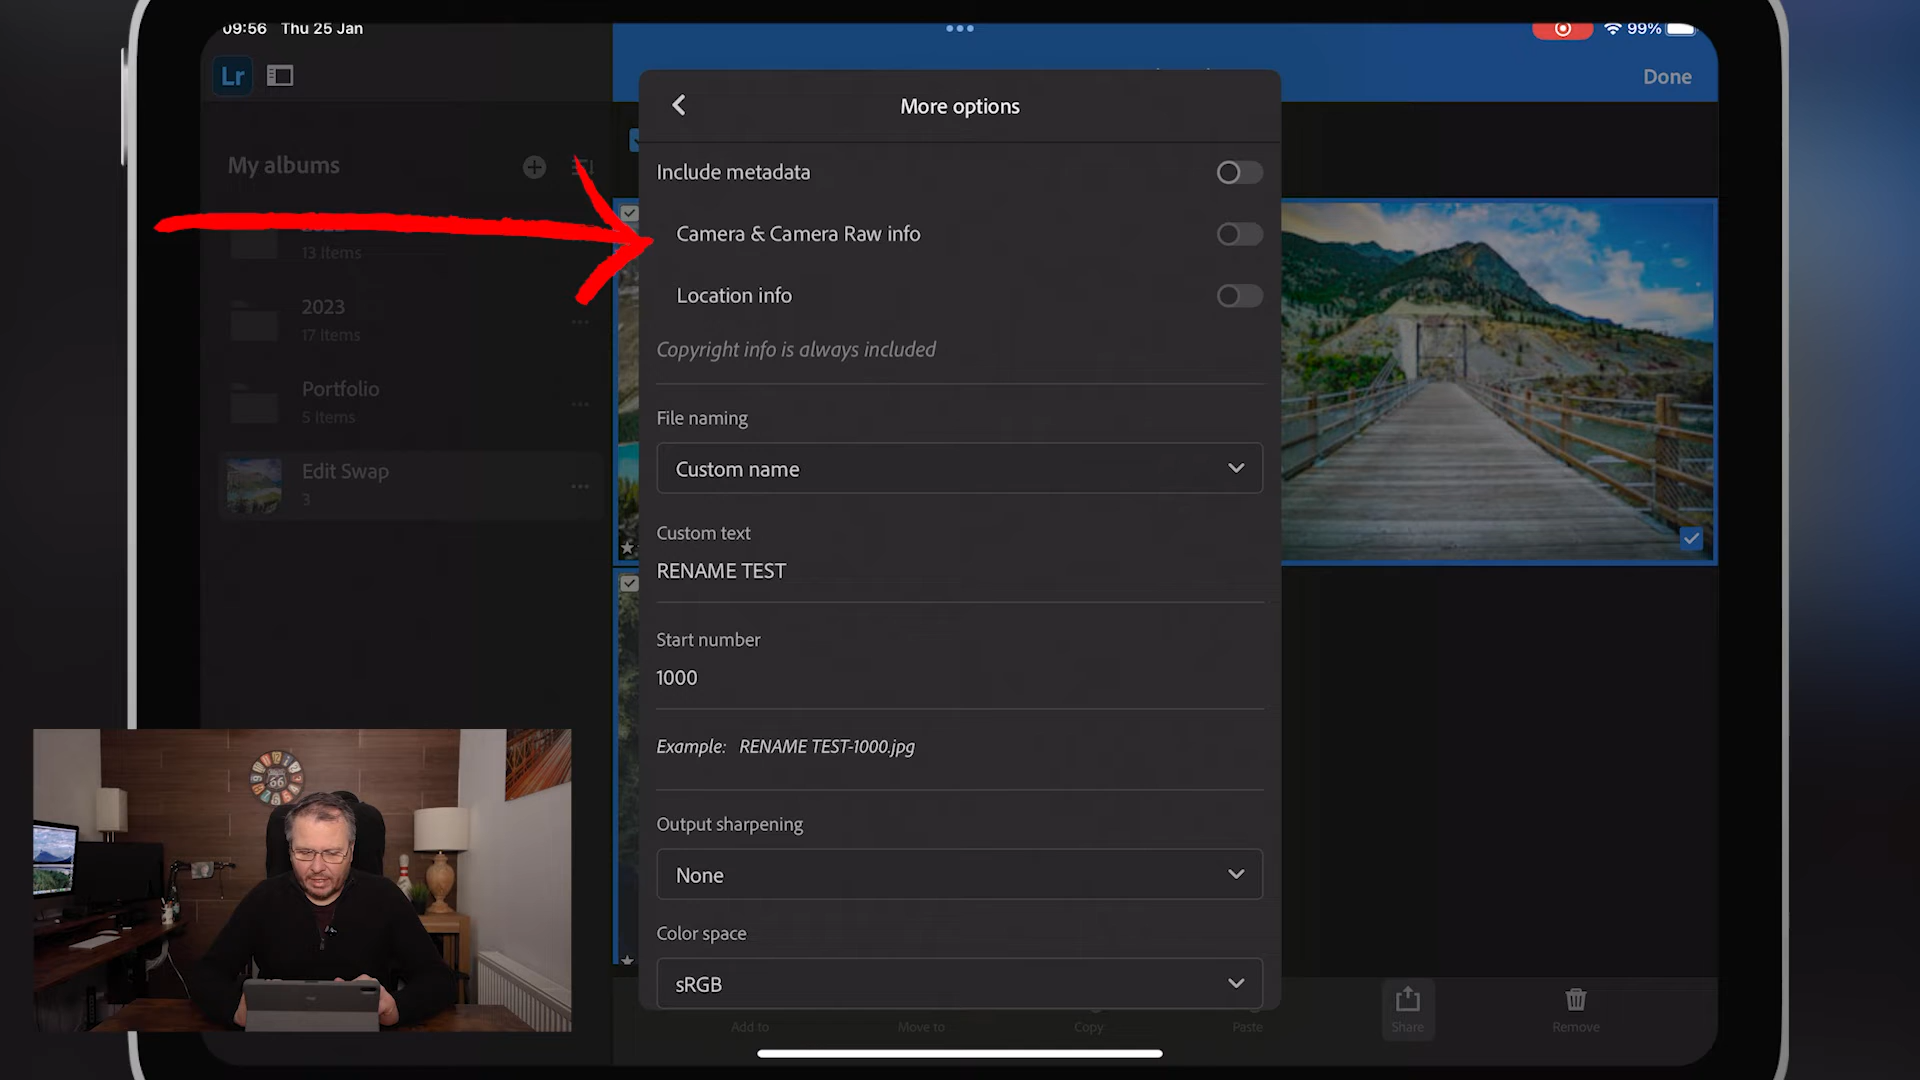 09:56 Thu 25 Jan
99%
Lr
Done
My albums
13 Items
2023
17 Items
Portfolio
5 Items
Edit Swap
3
More options
Include metadata
Camera & Camera Raw info
Location info
Copyright info is always included
File naming
Custom name
Custom text
RENAME TEST
Start number
1000
Example: RENAME TEST-1000.jpg
Output sharpening
None
Color space
sRGB
Add to
Move to
Copy
Paste
Share
Remove
66